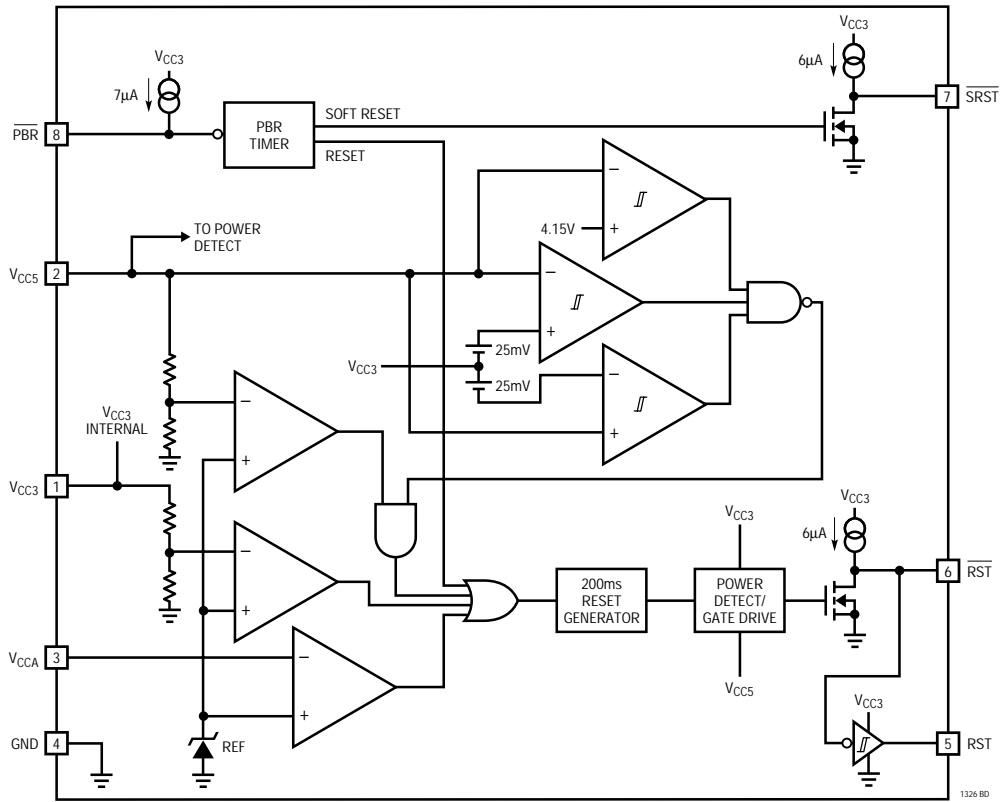 VCC3
7µA
PBR
8
PBR
TIMER
SOFT RESET
RESET
VCC3
6µA
7
SRST
TO POWER
DETECT
VCC5
2
–
4.15V
+
–
+
25mV
VCC3
25mV
–
+
VCC3
INTERNAL
–
+
VCC3
1
–
+
VCCA
3
–
+
REF
GND
4
200ms
RESET
GENERATOR
VCC3
POWER
DETECT/
GATE DRIVE
VCC5
VCC3
6µA
6
RST
VCC3
5
RST
1326 BD